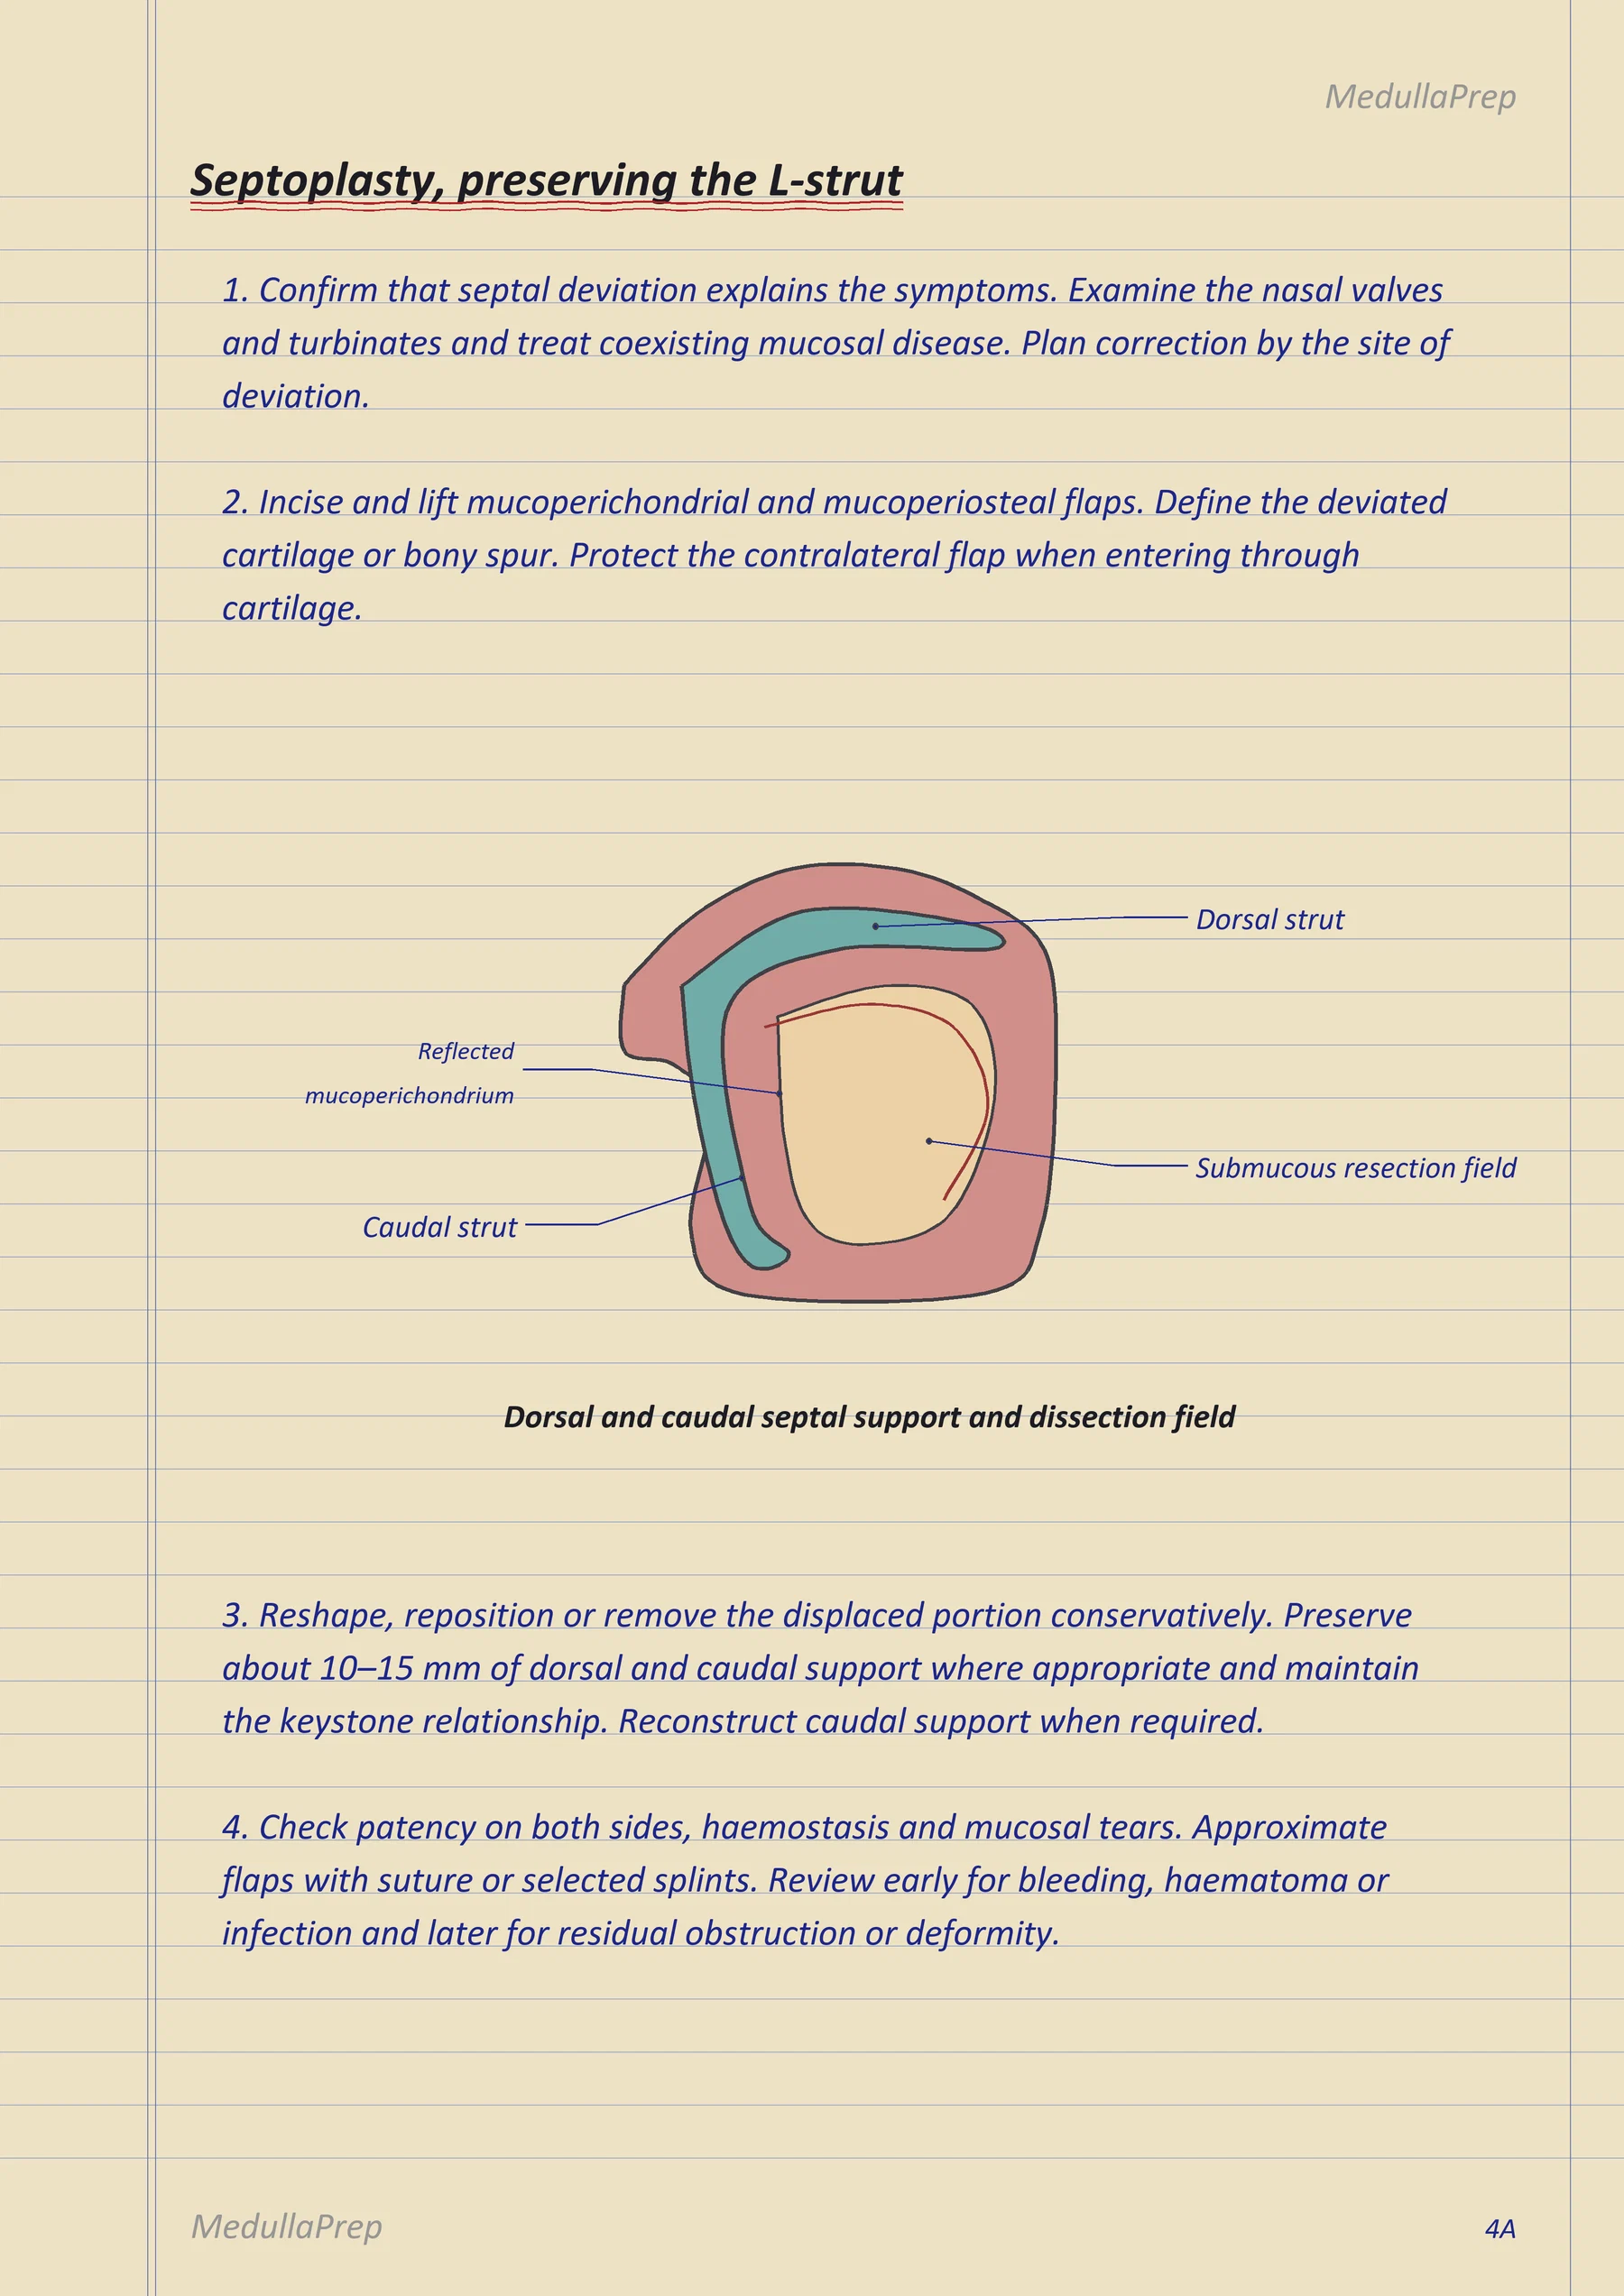 MedullaPrep
Septoplasty, preserving the L-strut
1. Confirm that septal deviation explains the symptoms. Examine the nasal valves
and turbinates and treat coexisting mucosal disease. Plan correction by the site of
deviation.
2. Incise and lift mucoperichondrial and mucoperiosteal flaps. Define the deviated
cartilage or bony spur. Protect the contralateral flap when entering through
cartilage.
Dorsal strut
Reflected
mucoperichondrium
Submucous resection field
Caudal strut
Dorsal and caudal septal support and dissection field
3. Reshape, reposition or remove the displaced portion conservatively. Preserve
about 10–15 mm of dorsal and caudal support where appropriate and maintain
the keystone relationship. Reconstruct caudal support when required.
4. Check patency on both sides, haemostasis and mucosal tears. Approximate
flaps with suture or selected splints. Review early for bleeding, haematoma or
infection and later for residual obstruction or deformity.
MedullaPrep
4A